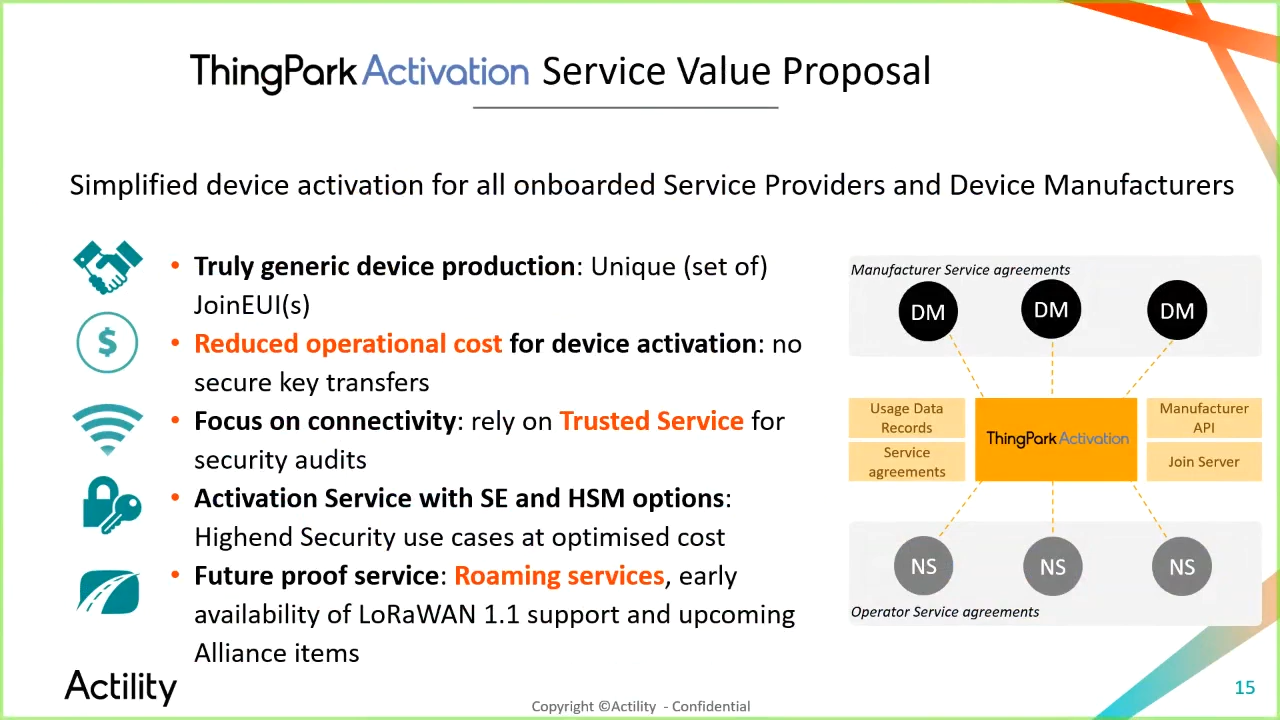 ThingPark Activation Service Value Proposal
Simplified device activation for all onboarded Service Providers and Device Manufacturers
• Truly generic device production: Unique (set of)
JoinEUI(s)
$
• Reduced operational cost for device activation: no
secure key transfers
• Focus on connectivity: rely on Trusted Service for
security audits
• Activation Service with SE and HSM options:
Highend Security use cases at optimised cost
• Future proof service: Roaming services, early
availability of LoRaWAN 1.1 support and upcoming
Alliance items
Manufacturer Service agreements
DM DM DM
Usage Data
Records
Service
agreements
ThingPark Activation
Manufacturer
API
Join Server
NS NS NS
Operator Service agreements
Actility
Copyright ©Actility - Confidential
15